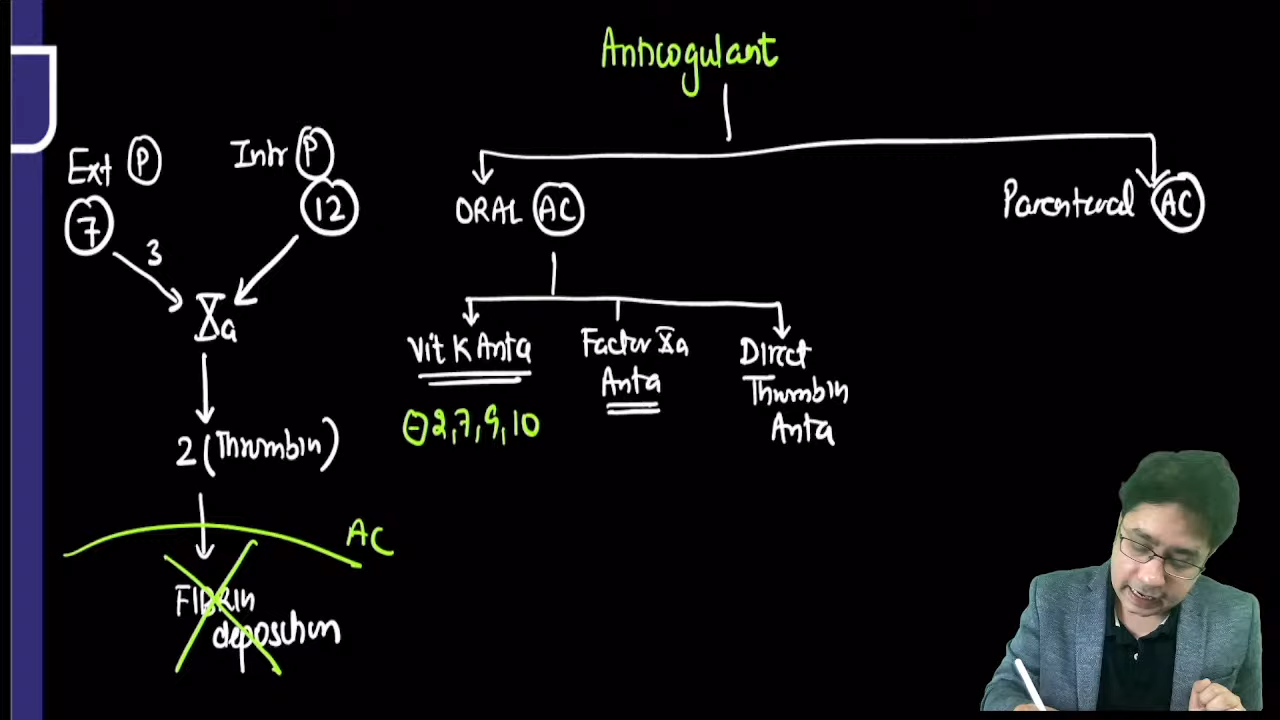 Anticogulant
Ext P
Intr P
7
12
3
Xa
2 (Thrombin)
AC
FIBRIN
deposition
ORAL AC
Parenteral AC
Vit K Anta
⊖ 2, 7, 9, 10
Factor Xa
Anta
Direct
Thrombin
Anta